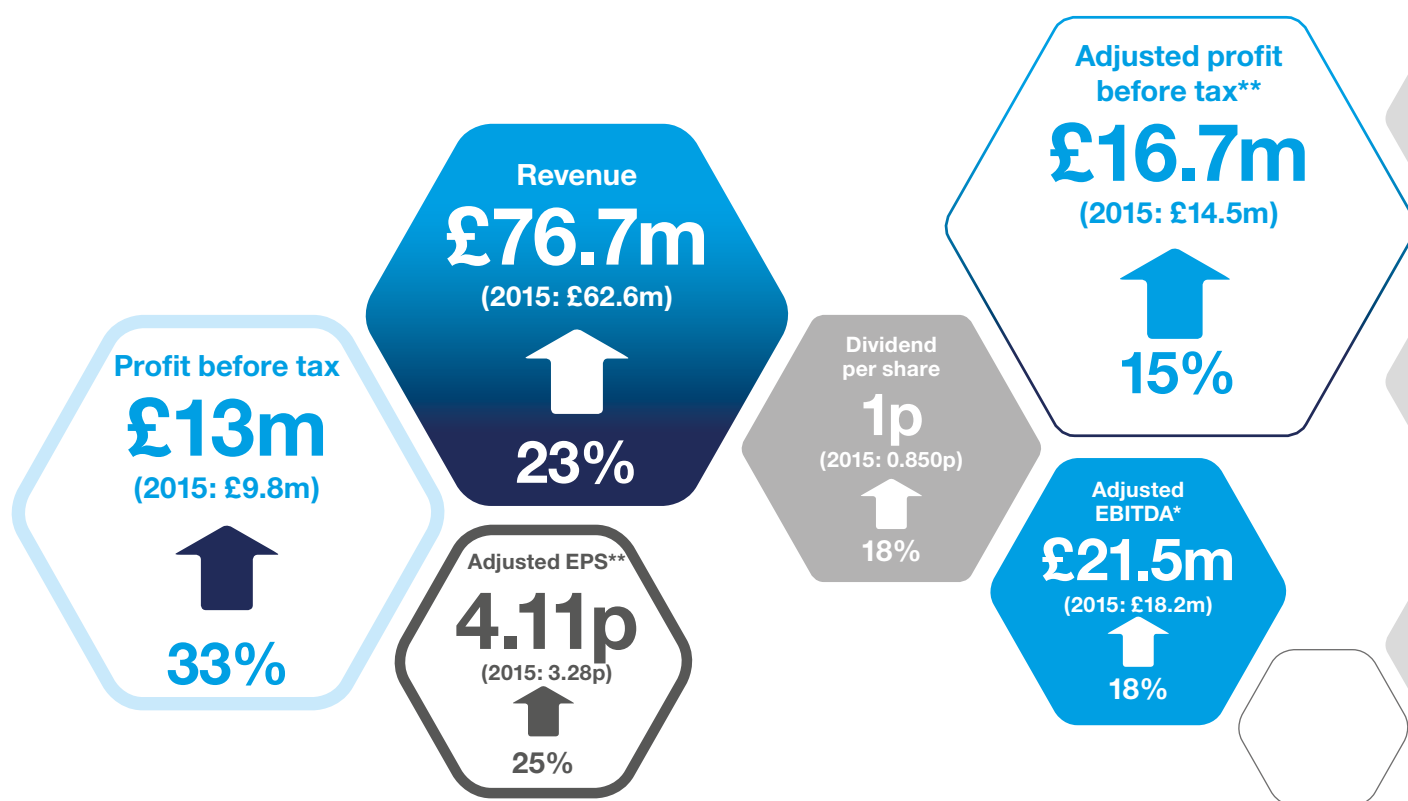 Profit before tax
£13m
(2015: £9.8m)
33%
Revenue
£76.7m
(2015: £62.6m)
23%
Adjusted EPS**
4.11p
(2015: 3.28p)
25%
Dividend
per share
1p
(2015: 0.850p)
18%
Adjusted profit
before tax**
£16.7m
(2015: £14.5m)
15%
Adjusted
EBITDA*
£21.5m
(2015: £18.2m)
18%